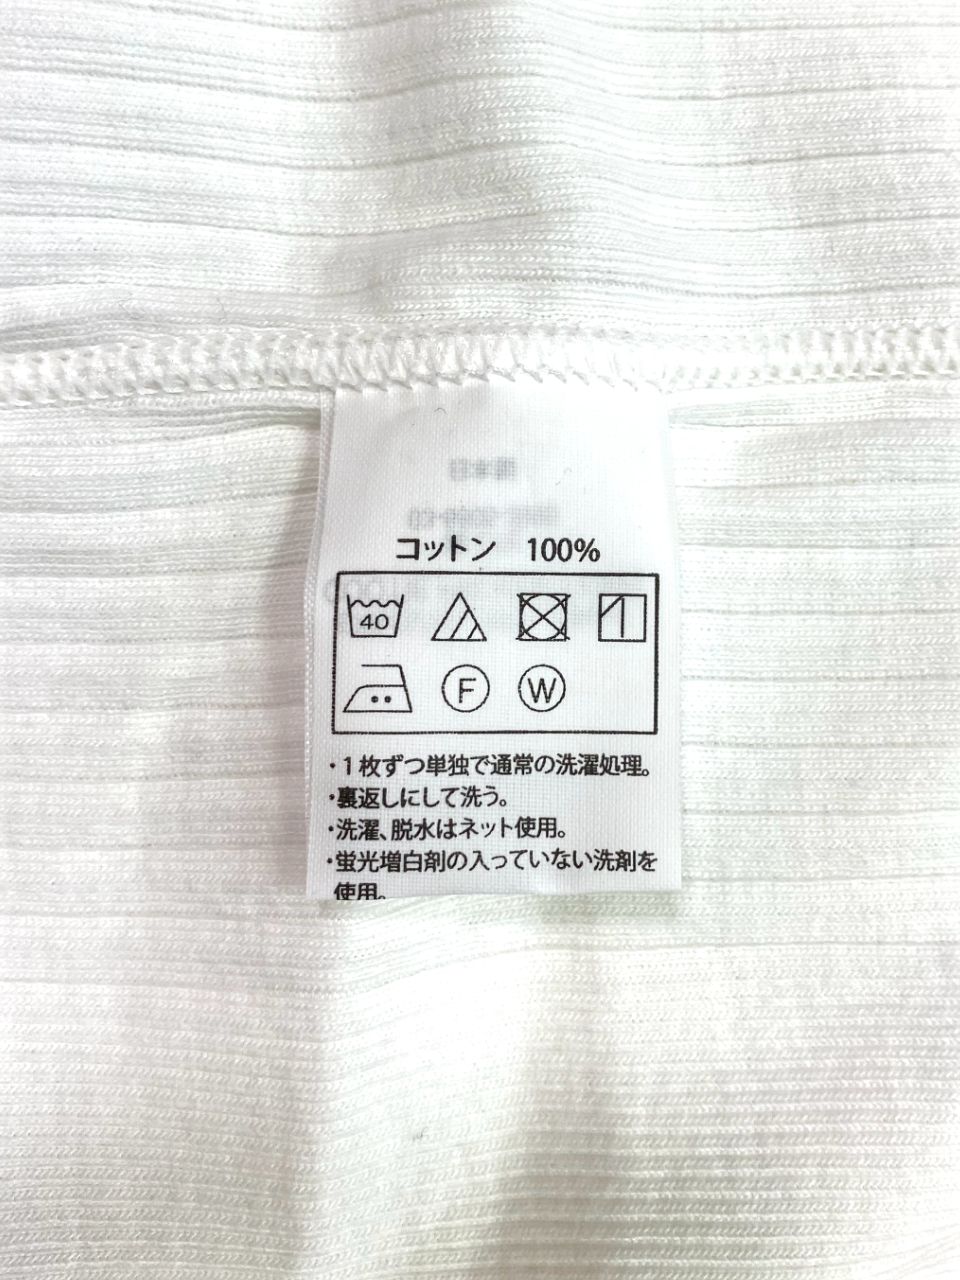 コットン 100%
40
F W
・1枚ずつ単独で通常の洗濯処理。
・裏返しにして洗う。
・洗濯、脱水はネット使用。
・蛍光増白剤の入っていない洗剤を
使用。